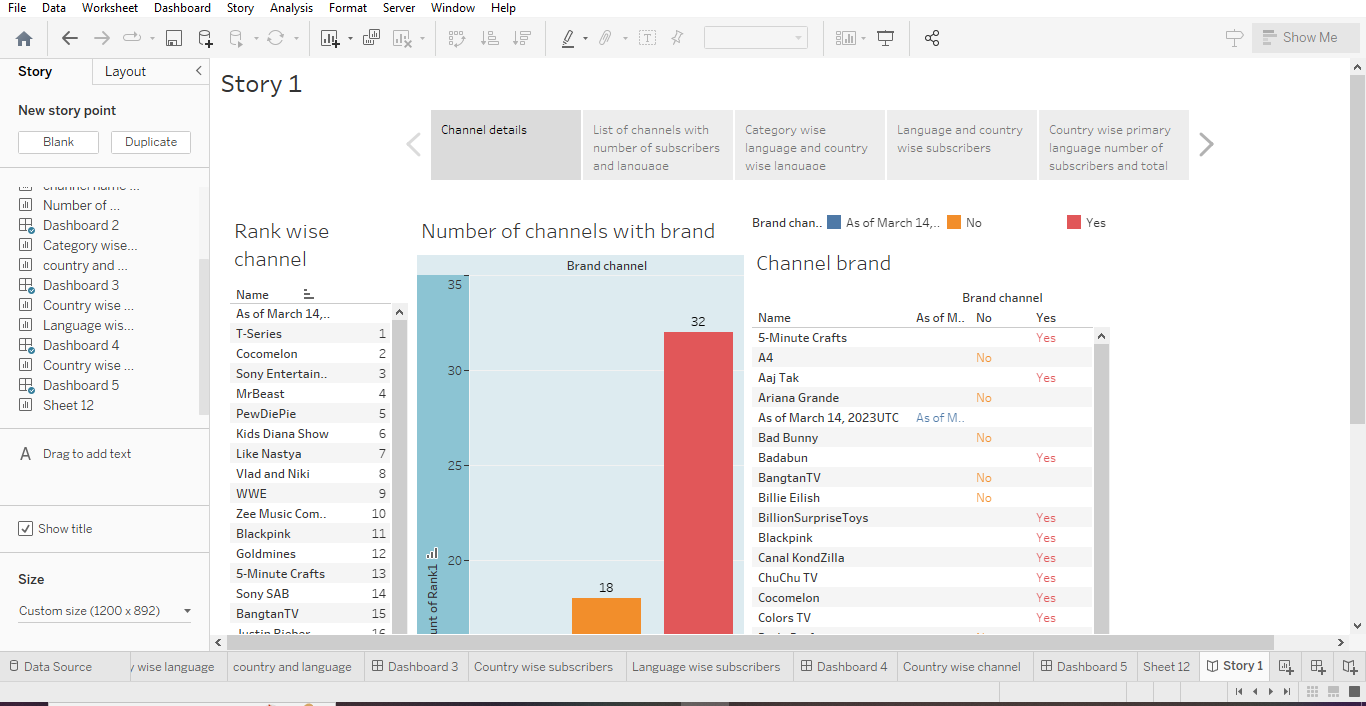 File Data Worksheet Dashboard Story Analysis Format Server Window Help
Show Me
Story Layout
New story point
Blank Duplicate
channel name ...
Number of ...
Dashboard 2
Category wise...
country and ...
Dashboard 3
Country wise ...
Language wis...
Dashboard 4
Country wise ...
Dashboard 5
Sheet 12
A Drag to add text
Show title
Size
Custom size (1200 x 892)
Story 1
Channel details
List of channels with
number of subscribers
and language
Category wise
language and country
wise language
Language and country
wise subscribers
Country wise primary
language number of
subscribers and total
Rank wise
channel
Name
As of March 14,..
T-Series 1
Cocomelon 2
Sony Entertain.. 3
MrBeast 4
PewDiePie 5
Kids Diana Show 6
Like Nastya 7
Vlad and Niki 8
WWE 9
Zee Music Com.. 10
Blackpink 11
Goldmines 12
5-Minute Crafts 13
Sony SAB 14
BangtanTV 15
Justin Bieber 16
Number of channels with brand
Brand channel
35
30
25
20
unt of Rank1
18
32
Brand chan.. As of March 14,.. No Yes
Channel brand
Brand channel
Name As of M.. No Yes
5-Minute Crafts Yes
A4 No
Aaj Tak Yes
Ariana Grande No
As of March 14, 2023UTC As of M..
Bad Bunny No
Badabun Yes
BangtanTV No
Billie Eilish No
BillionSurpriseToys Yes
Blackpink Yes
Canal KondZilla Yes
ChuChu TV Yes
Cocomelon Yes
Colors TV Yes
Data Source y wise language country and language Dashboard 3 Country wise subscribers Language wise subscribers Dashboard 4 Country wise channel Dashboard 5 Sheet 12 Story 1